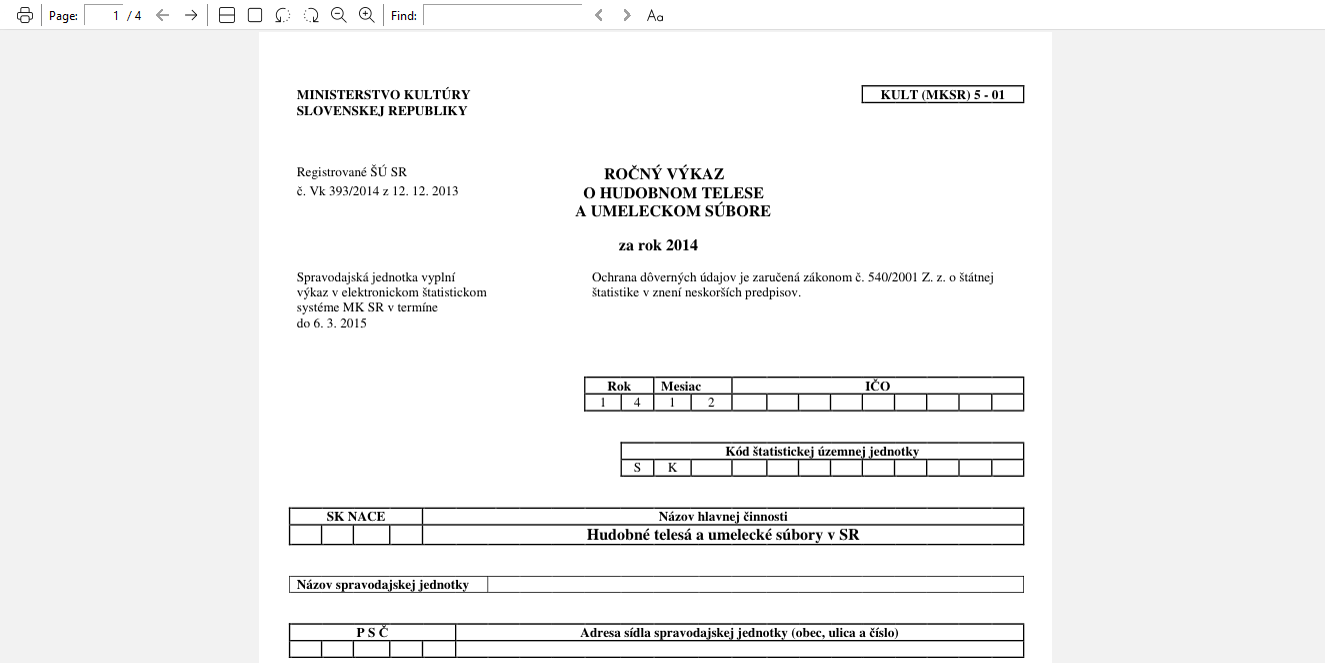 Page: 1 / 4 Find: Aa
MINISTERSTVO KULTÚRY
SLOVENSKEJ REPUBLIKY
KULT (MKSR) 5 - 01
Registrované ŠÚ SR
č. Vk 393/2014 z 12. 12. 2013
ROČNÝ VÝKAZ
O HUDOBNOM TELESE
A UMELECKOM SÚBORE
za rok 2014
Spravodajská jednotka vyplní
výkaz v elektronickom štatistickom
systéme MK SR v termíne
do 6. 3. 2015
Ochrana dôverných údajov je zaručená zákonom č. 540/2001 Z. z. o štátnej
štatistike v znení neskorších predpisov.
Rok Mesiac IČO
1 4 1 2
Kód štatistickej územnej jednotky
S K
SK NACE Názov hlavnej činnosti
Hudobné telesá a umelecké súbory v SR
Názov spravodajskej jednotky
P S Č Adresa sídla spravodajskej jednotky (obec, ulica a číslo)